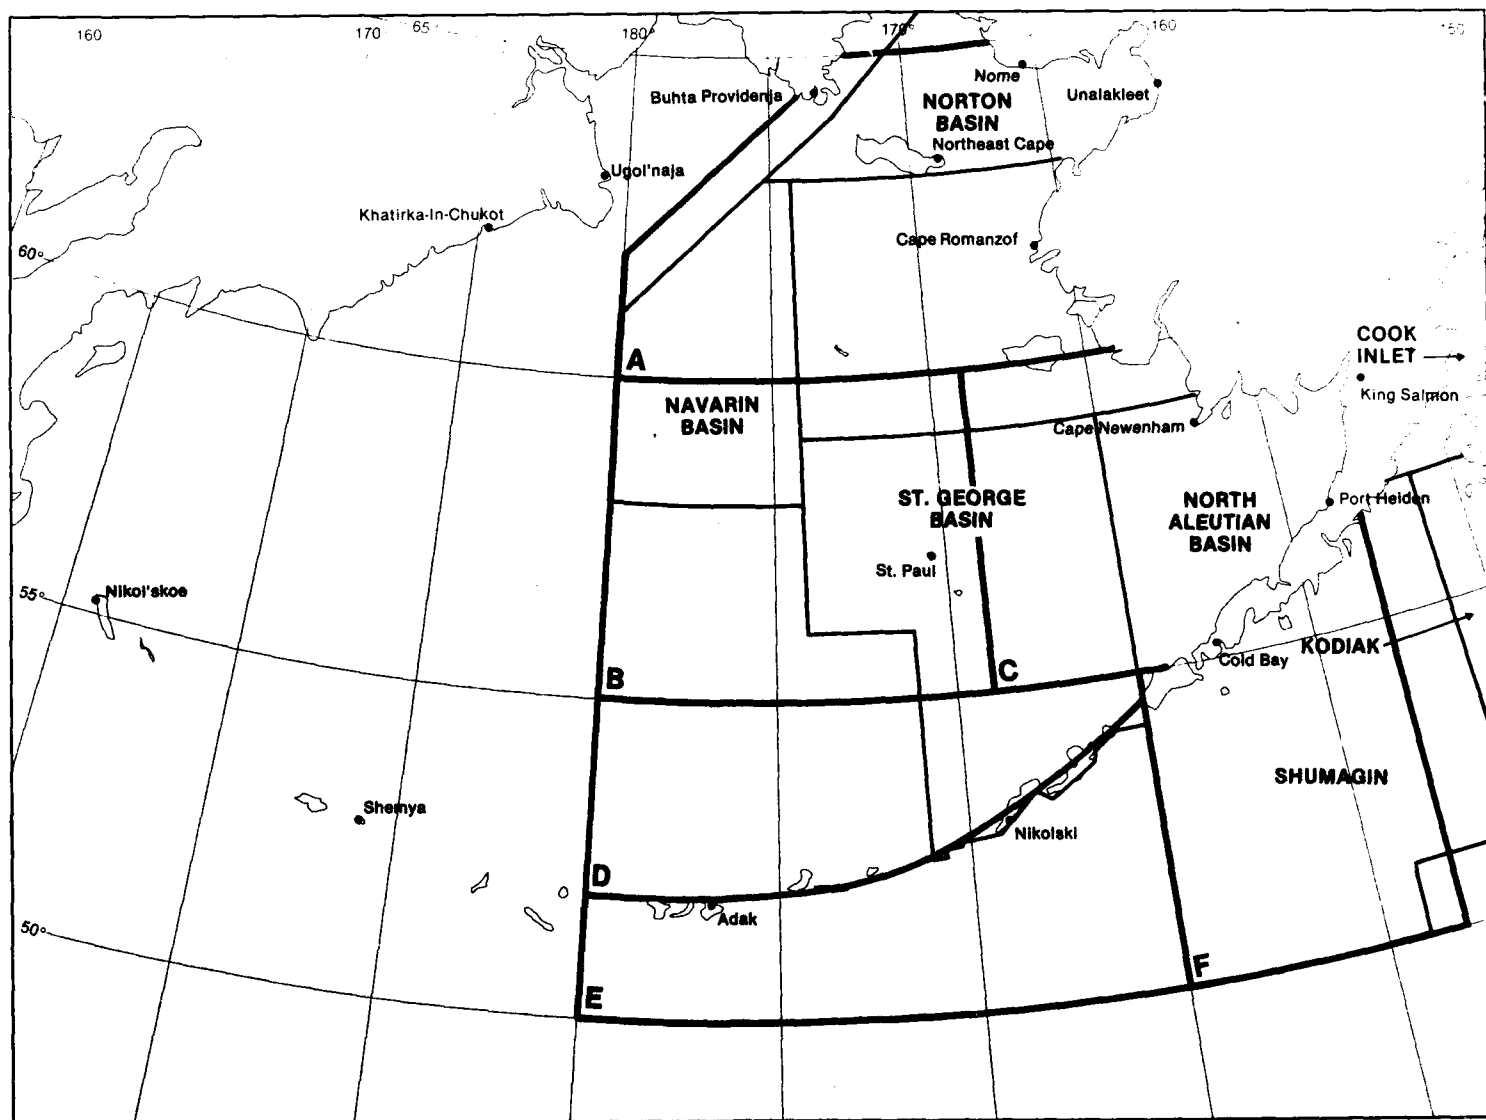 160
170
65
180°
170°
160
Nome
Unalakleet
Buhta Providenja
NORTON
BASIN
Northeast Cape
Ugol'naja
Khatirka-In-Chukot
Cape Romanzof
60°
COOK
INLET
King Salmon
A
NAVARIN
BASIN
Cape Newenham
ST. GEORGE
BASIN
NORTH
ALEUTIAN
BASIN
Port Heiden
St. Paul
55°
Nikol'skoe
KODIAK
Cold Bay
B
C
SHUMAGIN
Shemya
Nikolski
D
Adak
50°
F
E